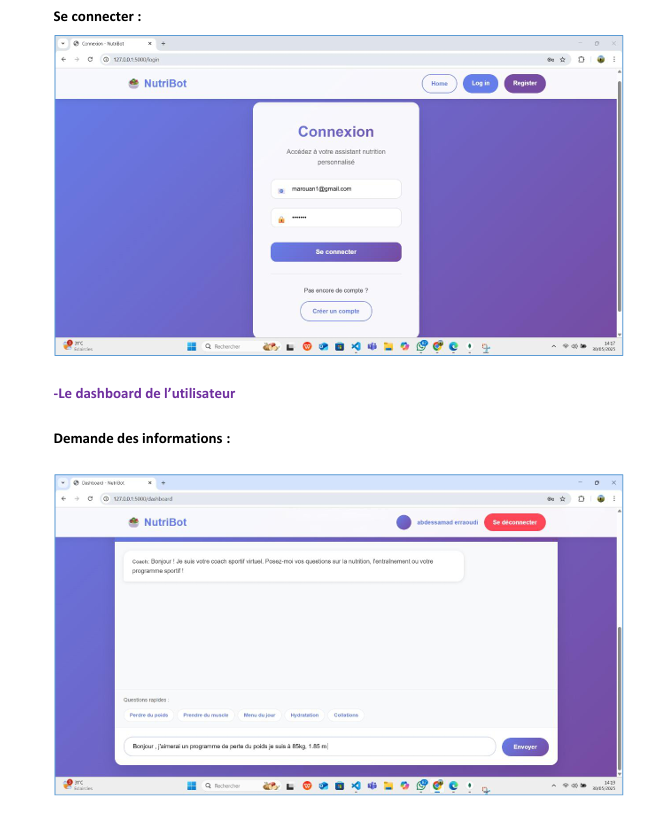 Se connecter :
Connexion - NutriBot
127.0.0.1:5000/login
NutriBot
Home
Log in
Register
Connexion
Accédez à votre assistant nutrition
personnalisé
marouan1@gmail.com
•••••••
Se connecter
Pas encore de compte ?
Créer un compte
31°C
Rechercher
14:17
30/05/2025
-Le dashboard de l’utilisateur
Demande des informations :
Dashboard - NutriBot
127.0.0.1:5000/dashboard
NutriBot
abdessamad erraoudi
Se déconnecter
Coach: Bonjour ! Je suis votre coach sportif virtuel. Posez-moi vos questions sur la nutrition, l'entraînement ou votre
programme sportif !
Questions rapides :
Perdre du poids
Prendre du muscle
Menu du jour
Hydratation
Collations
Bonjour , j'aimerai un programme de perte du poids je suis à 85kg, 1.85 m
Envoyer
31°C
Rechercher
30/05/2025